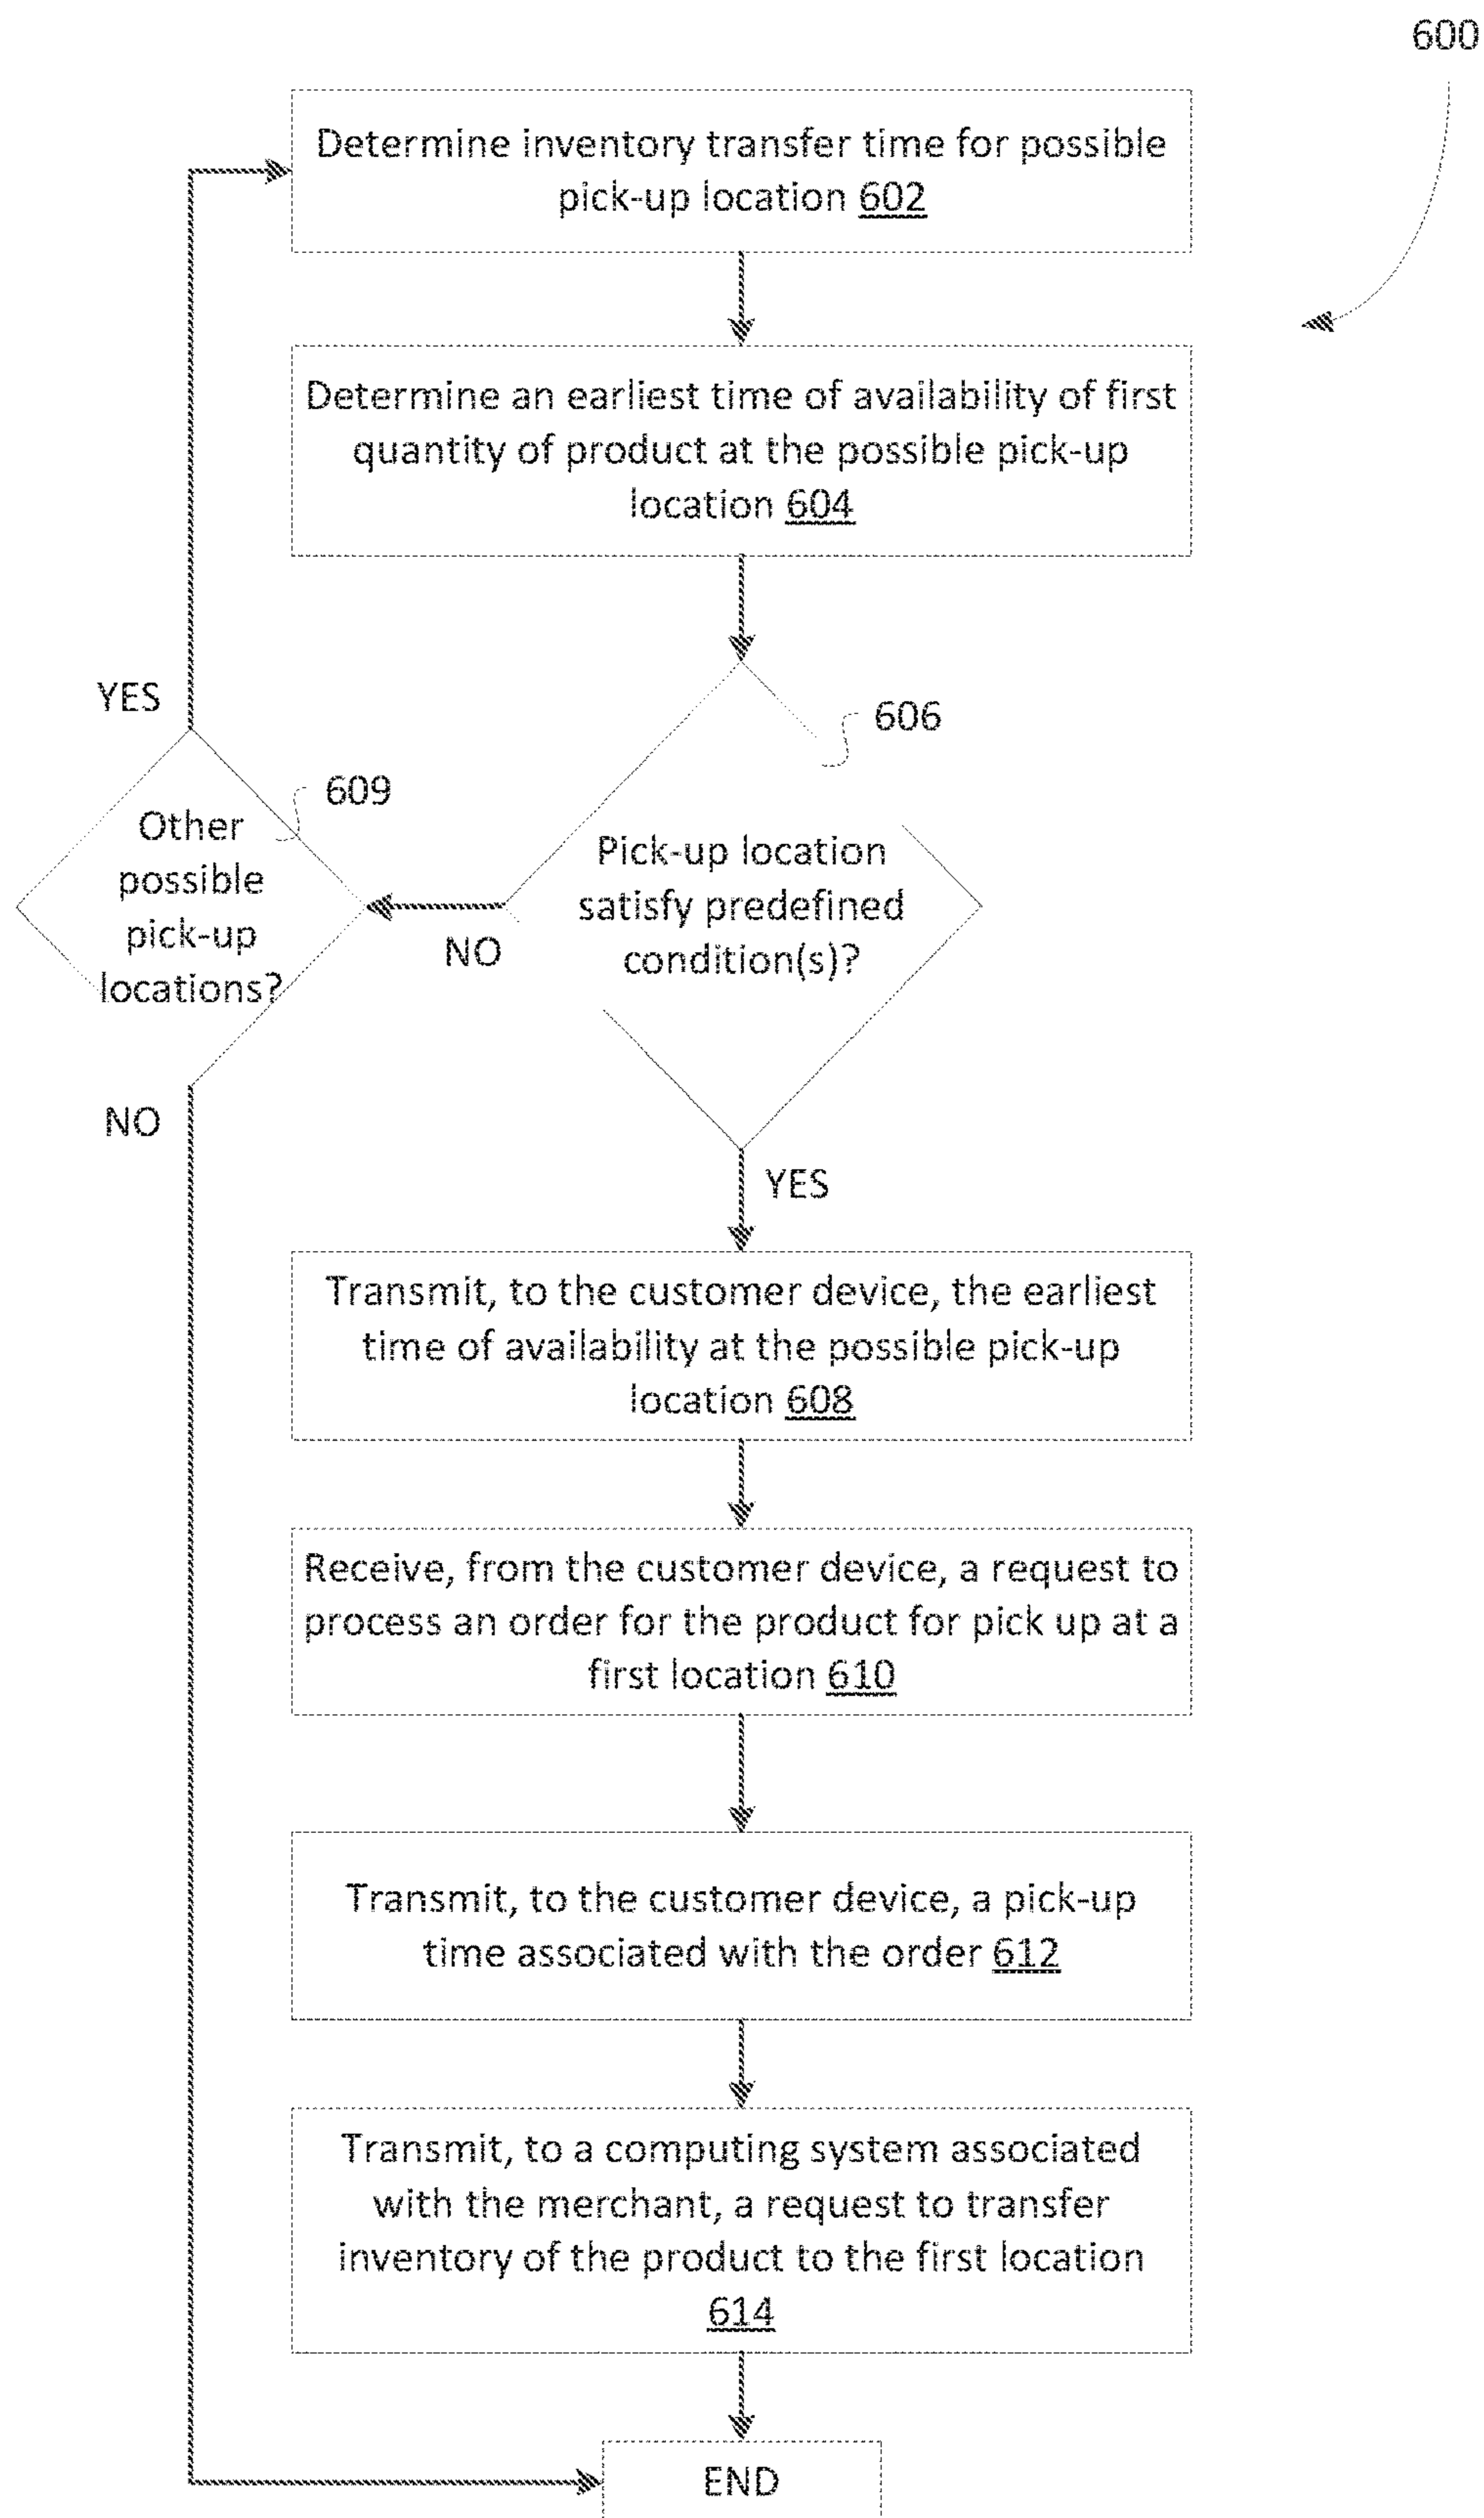 600
Determine inventory transfer time for possible
pick-up location 602
Determine an earliest time of availability of first
quantity of product at the possible pick-up
location 604
YES
606
609
Other
possible
pick-up
locations?
Pick-up location
satisfy predefined
condition(s)?
NO
NO
YES
Transmit, to the customer device, the earliest
time of availability at the possible pick-up
location 608
Receive, from the customer device, a request to
process an order for the product for pick up at a
first location 610
Transmit, to the customer device, a pick-up
time associated with the order 612
Transmit, to a computing system associated
with the merchant, a request to transfer
inventory of the product to the first location
614
END